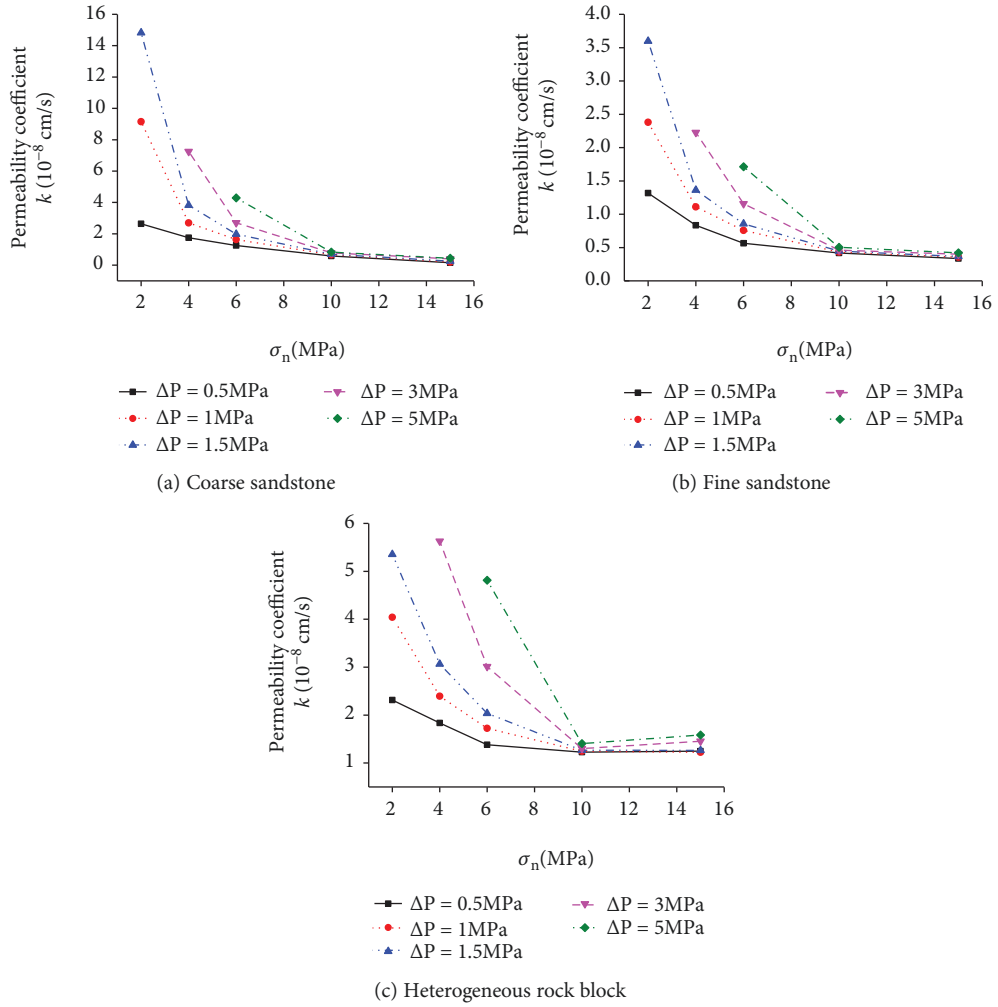 Permeability coefficient
k (10⁻⁸ cm/s)
16
14
12
10
8
6
4
2
0
2 4 6 8 10 12 14 16
σn(MPa)
ΔP = 0.5MPa
ΔP = 1MPa
ΔP = 1.5MPa
ΔP = 3MPa
ΔP = 5MPa
(a) Coarse sandstone
Permeability coefficient
k (10⁻⁸ cm/s)
4.0
3.5
3.0
2.5
2.0
1.5
1.0
0.5
0.0
2 4 6 8 10 12 14 16
σn(MPa)
ΔP = 0.5MPa
ΔP = 1MPa
ΔP = 1.5MPa
ΔP = 3MPa
ΔP = 5MPa
(b) Fine sandstone
Permeability coefficient
k (10⁻⁸ cm/s)
6
5
4
3
2
1
2 4 6 8 10 12 14 16
σn(MPa)
ΔP = 0.5MPa
ΔP = 1MPa
ΔP = 1.5MPa
ΔP = 3MPa
ΔP = 5MPa
(c) Heterogeneous rock block